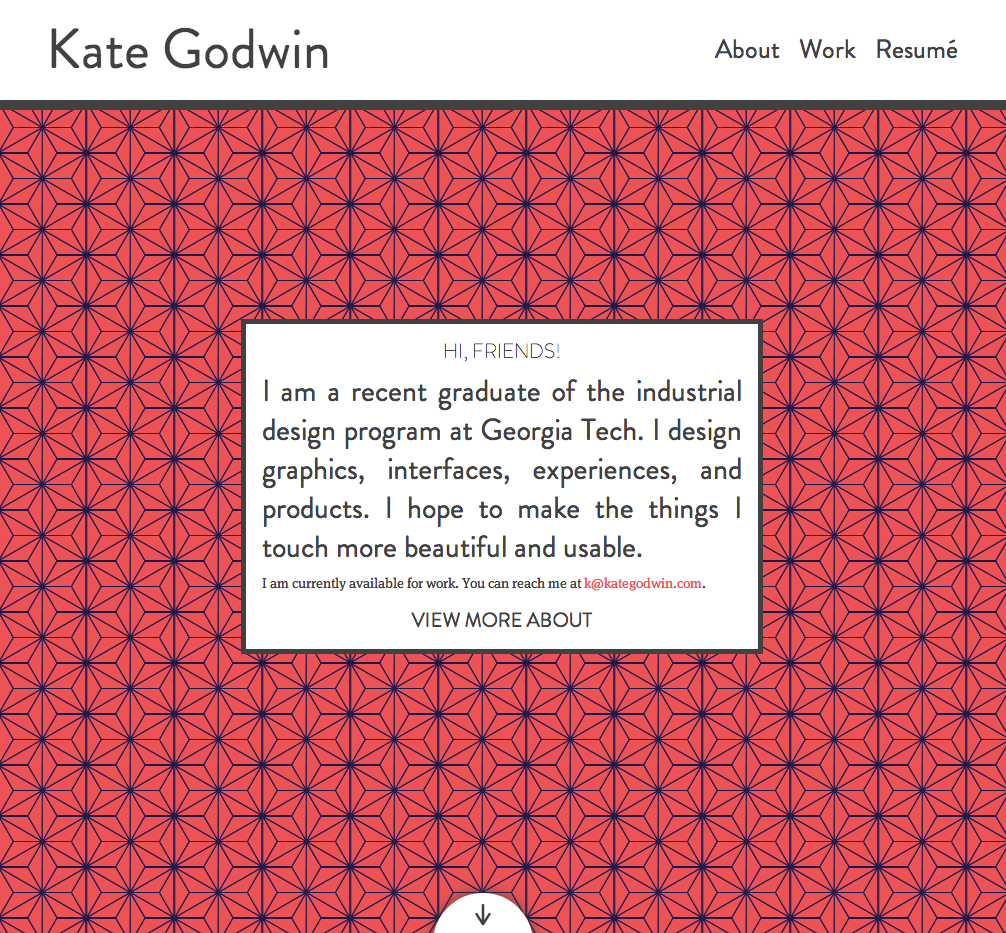 Kate Godwin
About Work Resumé
HI, FRIENDS!
I am a recent graduate of the industrial
design program at Georgia Tech. I design
graphics, interfaces, experiences, and
products. I hope to make the things I
touch more beautiful and usable.
I am currently available for work. You can reach me at k@kategodwin.com.
VIEW MORE ABOUT